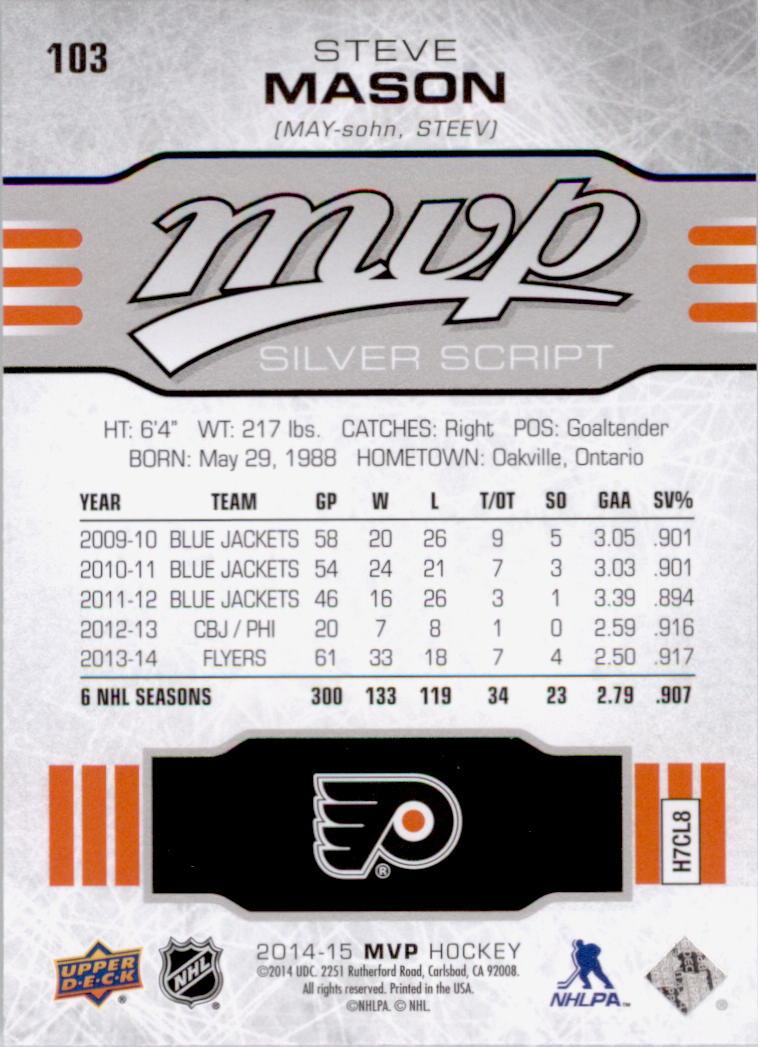 103
STEVE
MASON
(MAY-sohn, STEEV)
mvp
SILVER SCRIPT
HT: 6'4" WT: 217 lbs. CATCHES: Right POS: Goaltender
BORN: May 29, 1988 HOMETOWN: Oakville, Ontario
YEAR TEAM GP W L T/OT SO GAA SV%
2009-10 BLUE JACKETS 58 20 26 9 5 3.05 .901
2010-11 BLUE JACKETS 54 24 21 7 3 3.03 .901
2011-12 BLUE JACKETS 46 16 26 3 1 3.39 .894
2012-13 CBJ / PHI 20 7 8 1 0 2.59 .916
2013-14 FLYERS 61 33 18 7 4 2.50 .917
6 NHL SEASONS 300 133 119 34 23 2.79 .907
®
H7CL8
UPPER
D·E·C·K
®
NHL
®
2014-15 MVP HOCKEY
©2014 UDC. 2251 Rutherford Road, Carlsbad, CA 92008.
All rights reserved. Printed in the USA.
©NHLPA. © NHL.
NHLPA™
®